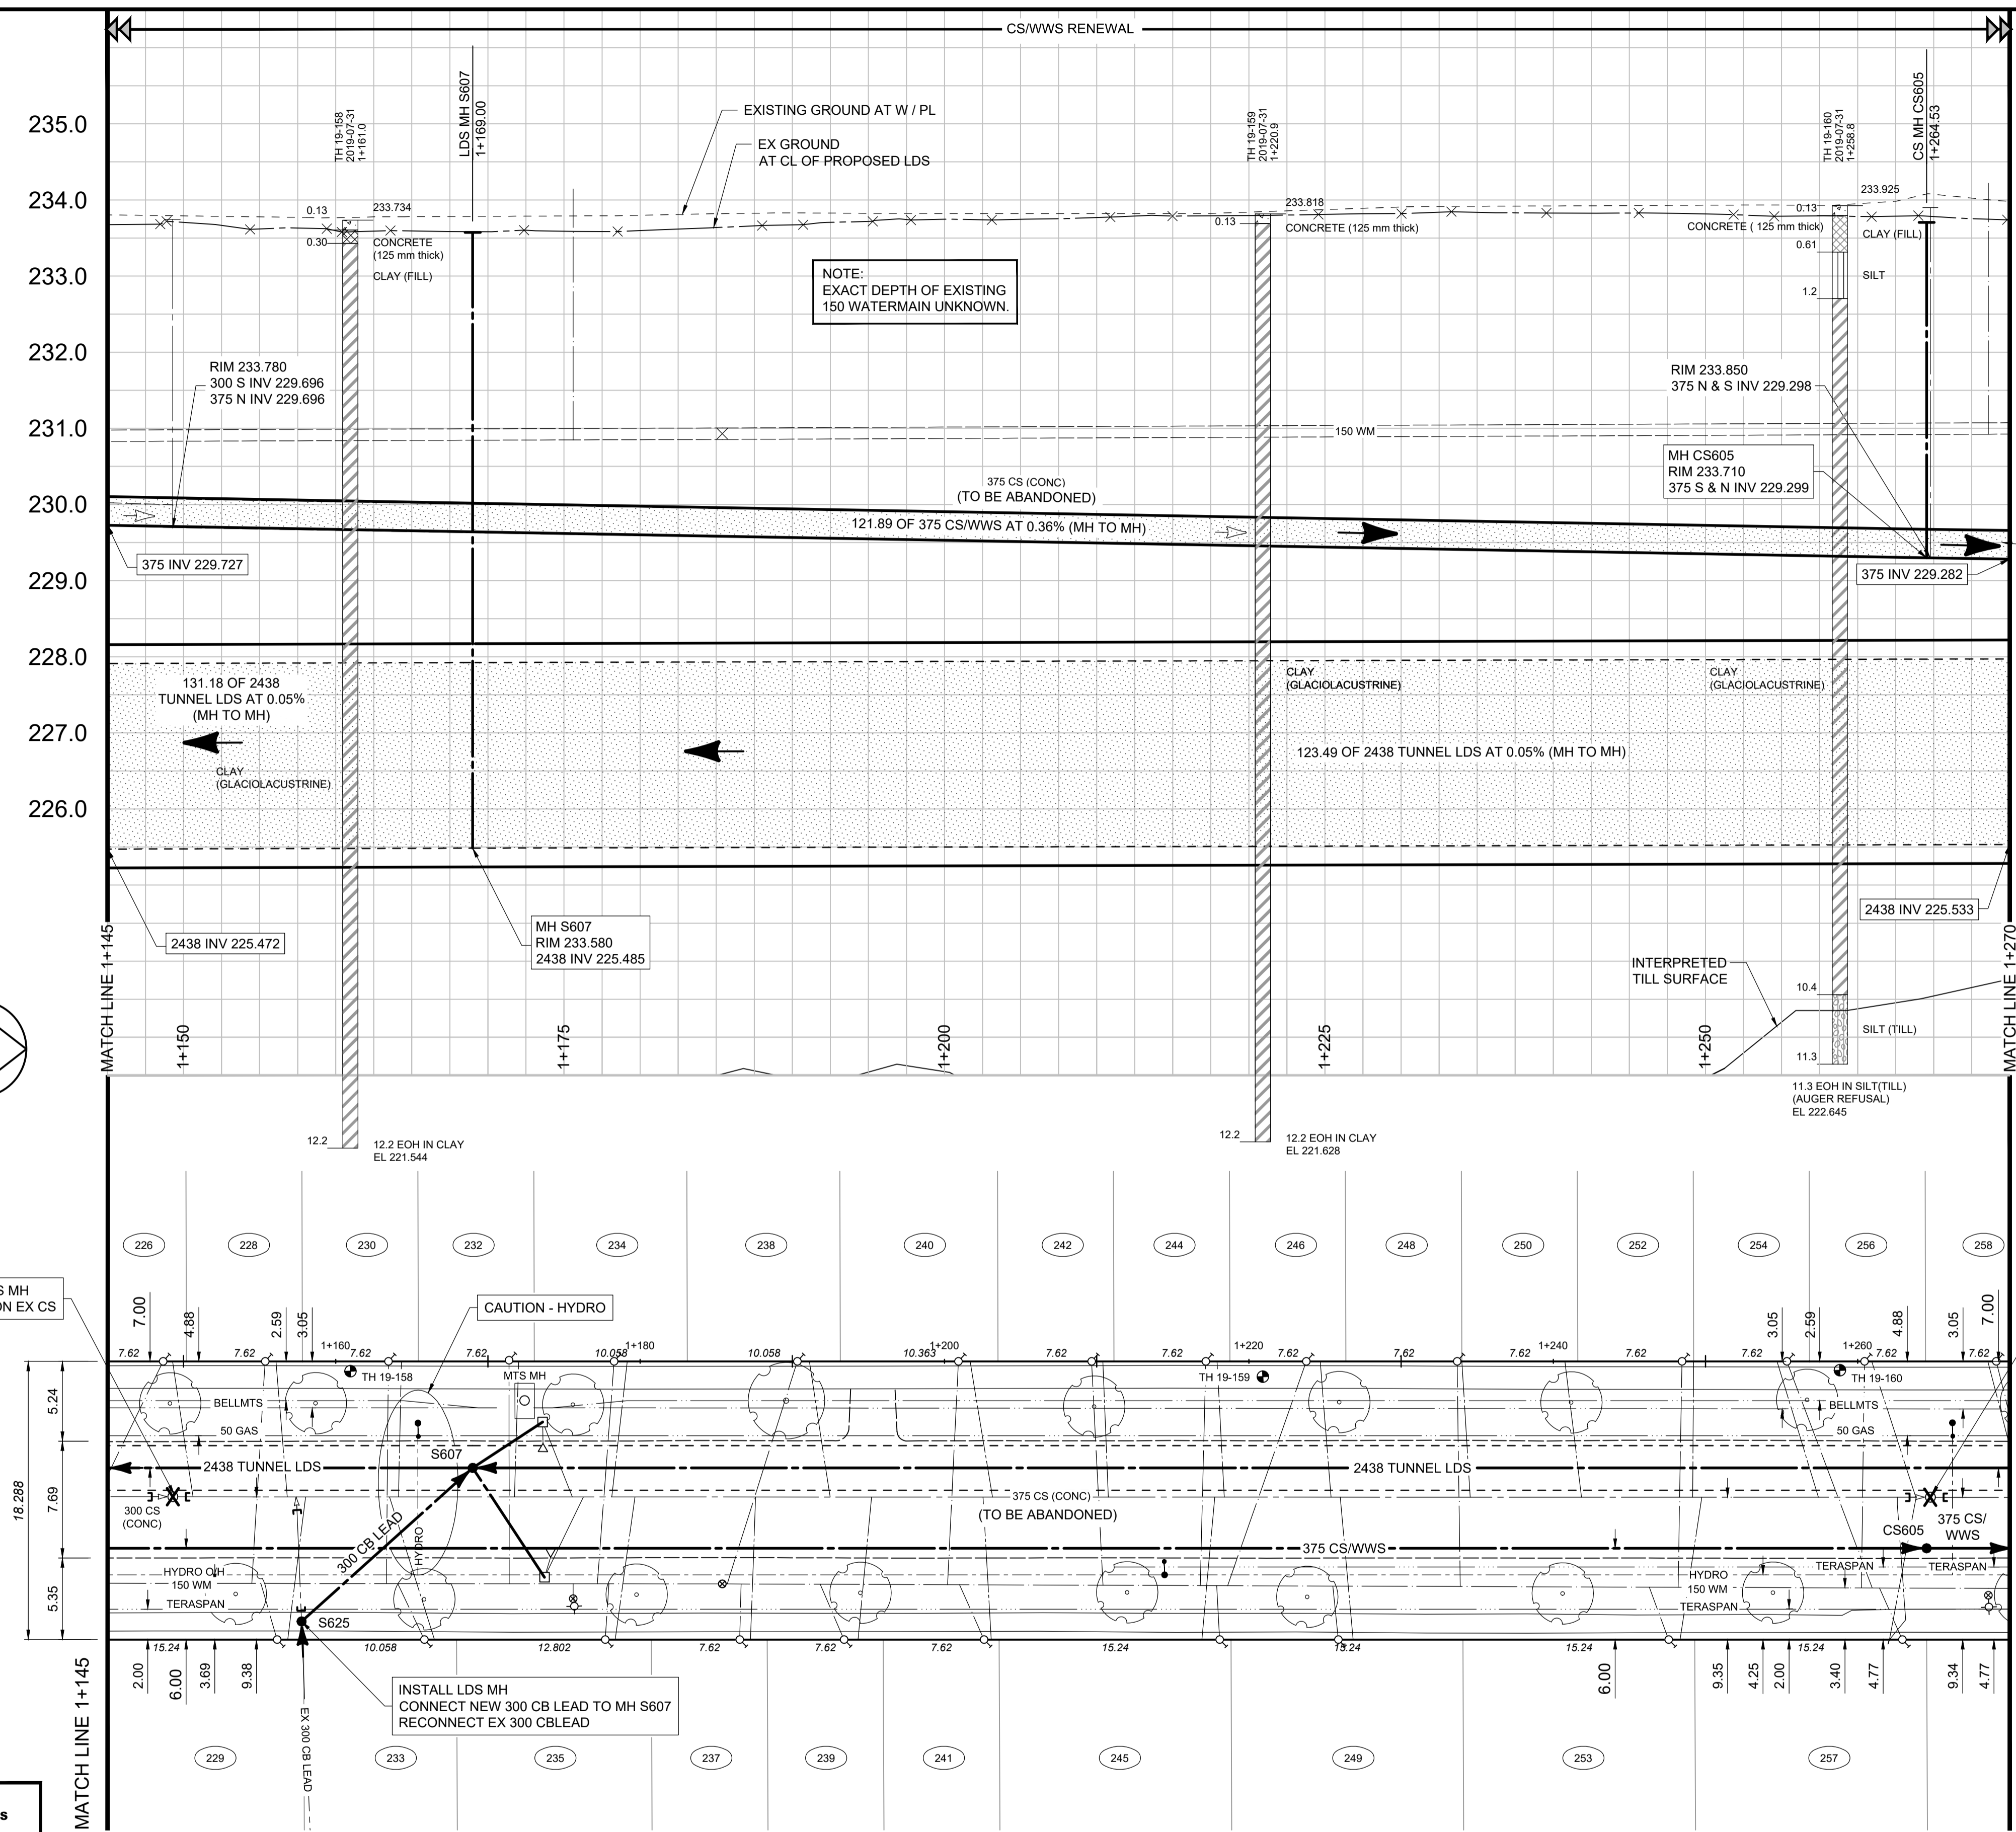 CS/WWS RENEWAL
235.0
234.0
233.0
232.0
231.0
230.0
229.0
228.0
227.0
226.0
TH 19-158
2019-07-31
1+161.0
LDS MH S607
1+169.00
EXISTING GROUND AT W / PL
EX GROUND
AT CL OF PROPOSED LDS
TH 19-159
2019-07-31
1+220.9
TH 19-160
2019-07-31
1+258.8
CS MH CS605
1+264.53
0.13
233.734
0.30
CONCRETE
(125 mm thick)
CLAY (FILL)
233.818
0.13
CONCRETE (125 mm thick)
233.925
0.13
CONCRETE ( 125 mm thick)
CLAY (FILL)
0.61
SILT
1.2
NOTE:
EXACT DEPTH OF EXISTING
150 WATERMAIN UNKNOWN.
RIM 233.780
300 S INV 229.696
375 N INV 229.696
RIM 233.850
375 N & S INV 229.298
150 WM
MH CS605
RIM 233.710
375 S & N INV 229.299
375 CS (CONC)
(TO BE ABANDONED)
121.89 OF 375 CS/WWS AT 0.36% (MH TO MH)
375 INV 229.727
375 INV 229.282
131.18 OF 2438
TUNNEL LDS AT 0.05%
(MH TO MH)
CLAY
(GLACIOLACUSTRINE)
CLAY
(GLACIOLACUSTRINE)
CLAY
(GLACIOLACUSTRINE)
123.49 OF 2438 TUNNEL LDS AT 0.05% (MH TO MH)
2438 INV 225.472
MH S607
RIM 233.580
2438 INV 225.485
2438 INV 225.533
INTERPRETED
TILL SURFACE
10.4
SILT (TILL)
11.3
MATCH LINE 1+145
1+150
1+175
1+200
1+225
1+250
MATCH LINE 1+270
11.3 EOH IN SILT(TILL)
(AUGER REFUSAL)
EL 222.645
12.2
12.2 EOH IN CLAY
EL 221.544
12.2
12.2 EOH IN CLAY
EL 221.628
226
228
230
232
234
238
240
242
244
246
248
250
252
254
256
258
S MH
ON EX CS
CAUTION - HYDRO
7.00
4.88
2.59
3.05
3.05
2.59
4.88
3.05
7.00
7.62
7.62
1+160
7.62
7.62
10.058
1+180
10.058
10.363
1+200
7.62
7.62
1+220
7.62
7.62
7.62
1+240
7.62
7.62
1+260
7.62
7.62
TH 19-158
MTS MH
TH 19-159
TH 19-160
BELLMTS
BELLMTS
50 GAS
50 GAS
S607
2438 TUNNEL LDS
2438 TUNNEL LDS
18.288
5.24
7.69
5.35
300 CS
(CONC)
375 CS (CONC)
(TO BE ABANDONED)
375 CS/
WWS
CS605
300 CB LEAD
HYDRO
375 CS/WWS
HYDRO O/H
150 WM
TERASPAN
HYDRO
150 WM
TERASPAN
TERASPAN
TERASPAN
S625
15.24
10.058
12.802
7.62
7.62
7.62
15.24
15.24
15.24
15.24
2.00
6.00
3.69
9.38
6.00
9.35
4.25
2.00
3.40
4.77
9.34
4.77
INSTALL LDS MH
CONNECT NEW 300 CB LEAD TO MH S607
RECONNECT EX 300 CBLEAD
EX 300 CB LEAD
MATCH LINE 1+145
229
233
235
237
239
241
245
249
253
257
s